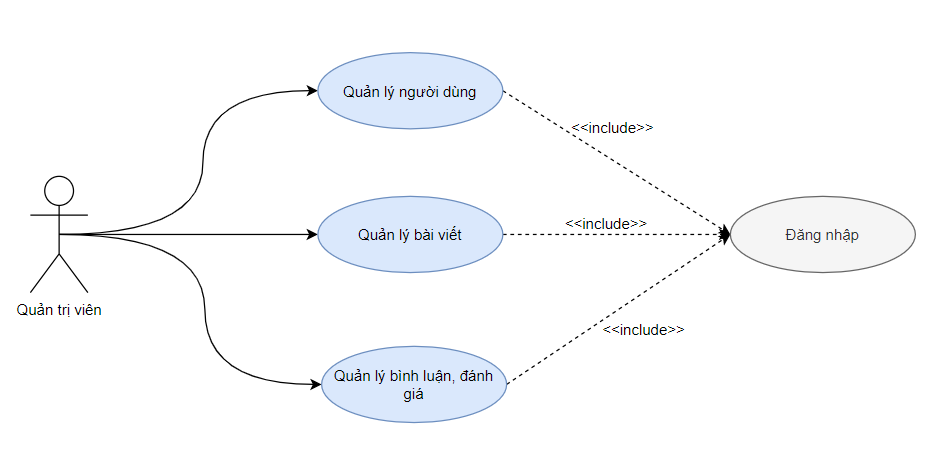 Quản lý người dùng
<<include>>
Quản lý bài viết
<<include>>
Đăng nhập
Quản trị viên
<<include>>
Quản lý bình luận, đánh
giá